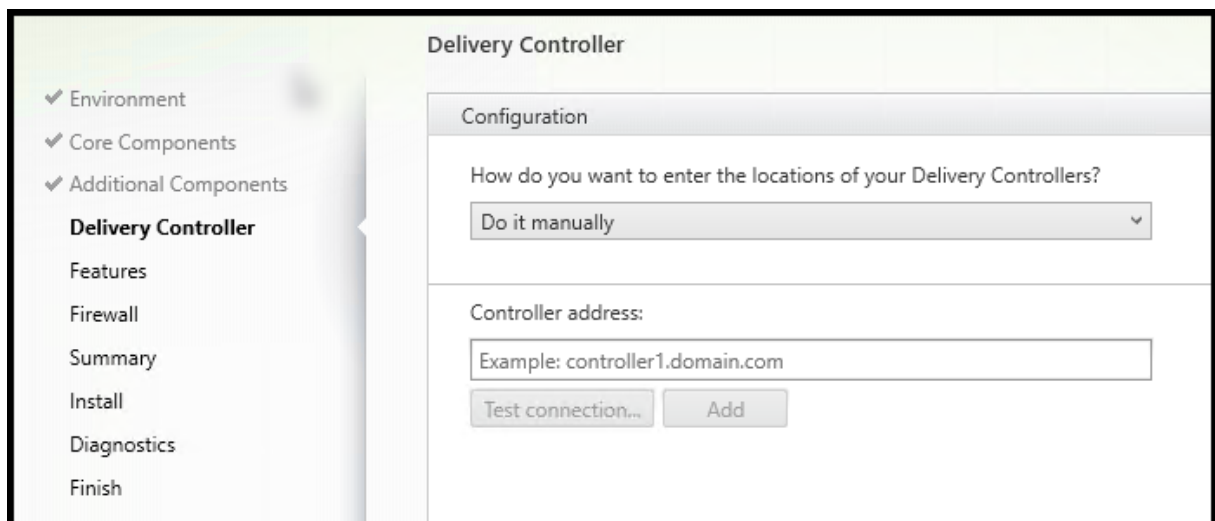 Delivery Controller
Environment
Core Components
Additional Components
Delivery Controller
Features
Firewall
Summary
Install
Diagnostics
Finish
Configuration
How do you want to enter the locations of your Delivery Controllers?
Do it manually
Controller address:
Example: controller1.domain.com
Test connection... Add